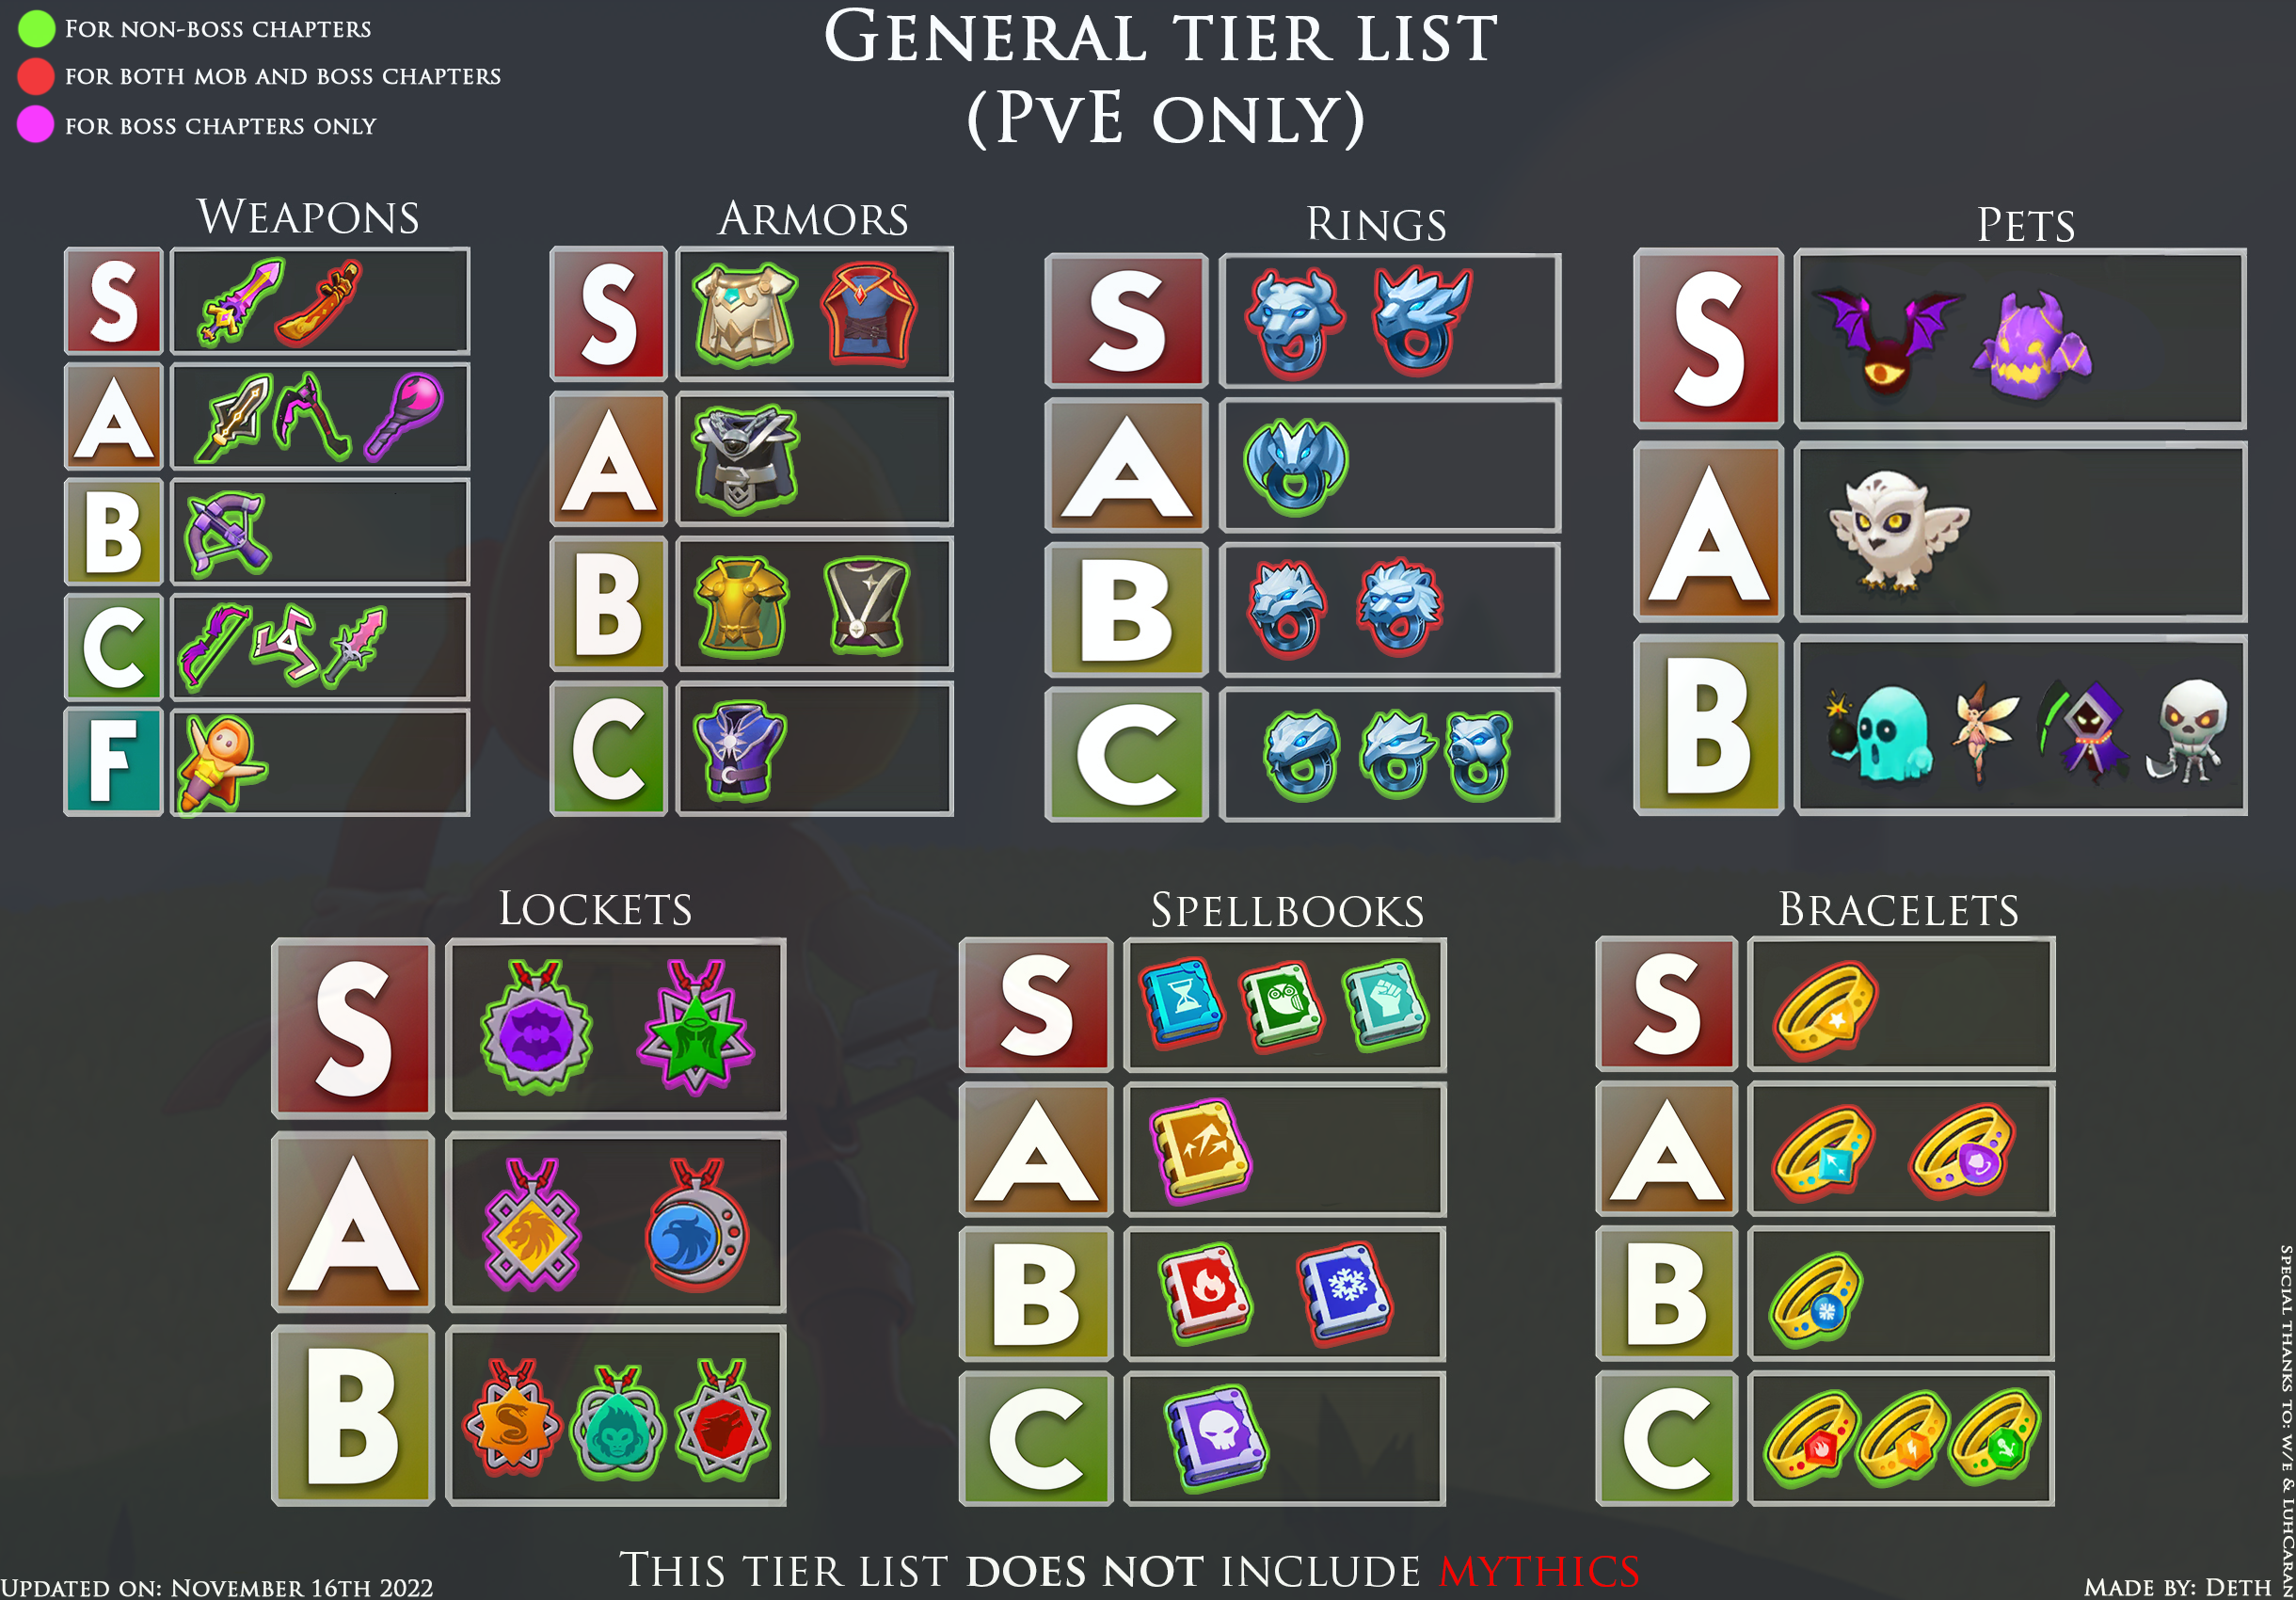 For non-boss chapters
for both mob and boss chapters
for boss chapters only
General tier list
(PvE only)
Weapons
S
A
B
C
F
Armors
S
A
B
C
Rings
S
A
B
C
Pets
S
A
B
Lockets
S
A
B
Spellbooks
S
A
B
C
Bracelets
S
A
B
C
Special thanks to: W/E & LuhCaran
This tier list does not include mythics
Updated on: November 16th 2022
Made by: Deth